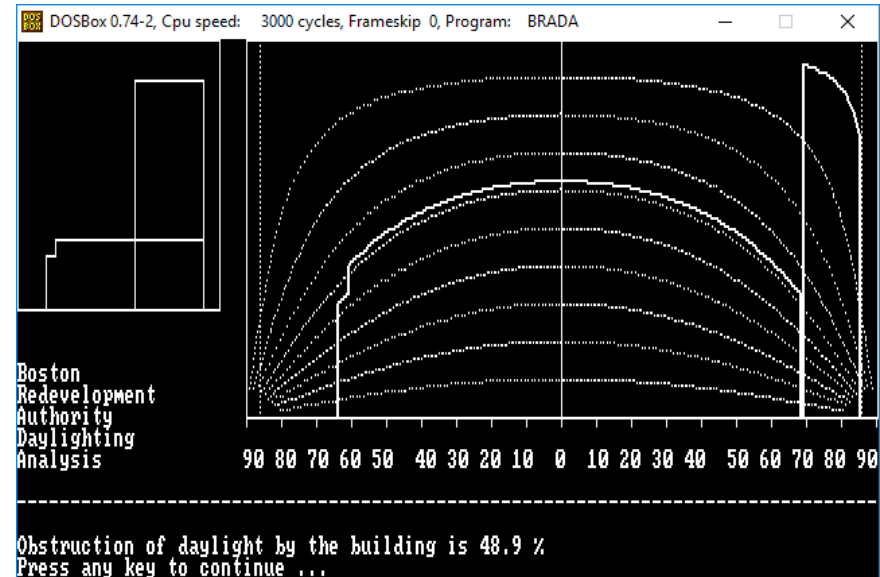 DOS BOX DOSBox 0.74-2, Cpu speed: 3000 cycles, Frameskip 0, Program: BRADA
Boston
Redevelopment
Authority
Daylighting
Analysis
90 80 70 60 50 40 30 20 10 0 10 20 30 40 50 60 70 80 90
--------------------------------------------------------------------------------
Obstruction of daylight by the building is 48.9 %
Press any key to continue ...